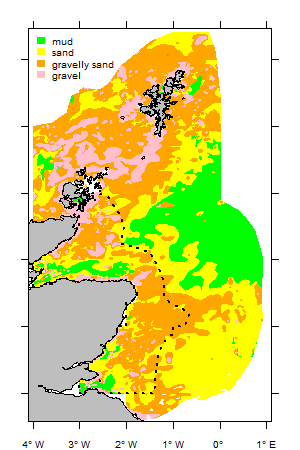 mud
sand
gravelly sand
gravel
4° W 3° W 2° W 1° W 0° 1° E